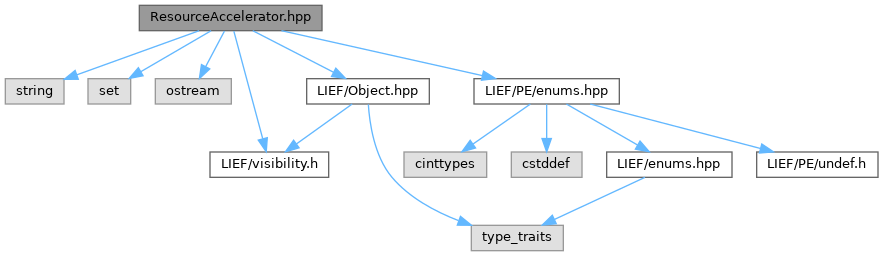 ResourceAccelerator.hpp
string
set
ostream
LIEF/Object.hpp
LIEF/PE/enums.hpp
LIEF/visibility.h
cinttypes
cstddef
LIEF/enums.hpp
LIEF/PE/undef.h
type_traits